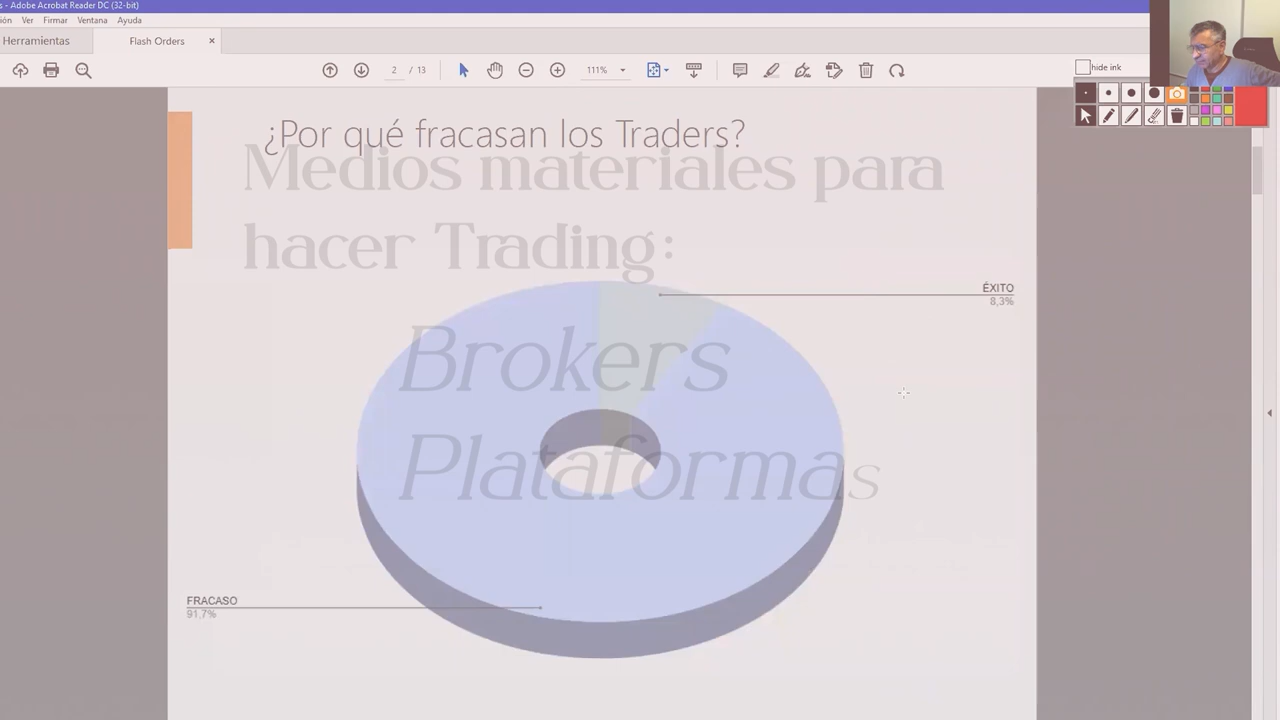 s - Adobe Acrobat Reader DC (32-bit)
ión Ver Firmar Ventana Ayuda
Herramientas Flash Orders ×
2 / 13 111%
hide ink
¿Por qué fracasan los Traders?
Medios materiales para
hacer Trading:
ÉXITO
8,3%
Brokers
Plataformas
FRACASO
91,7%